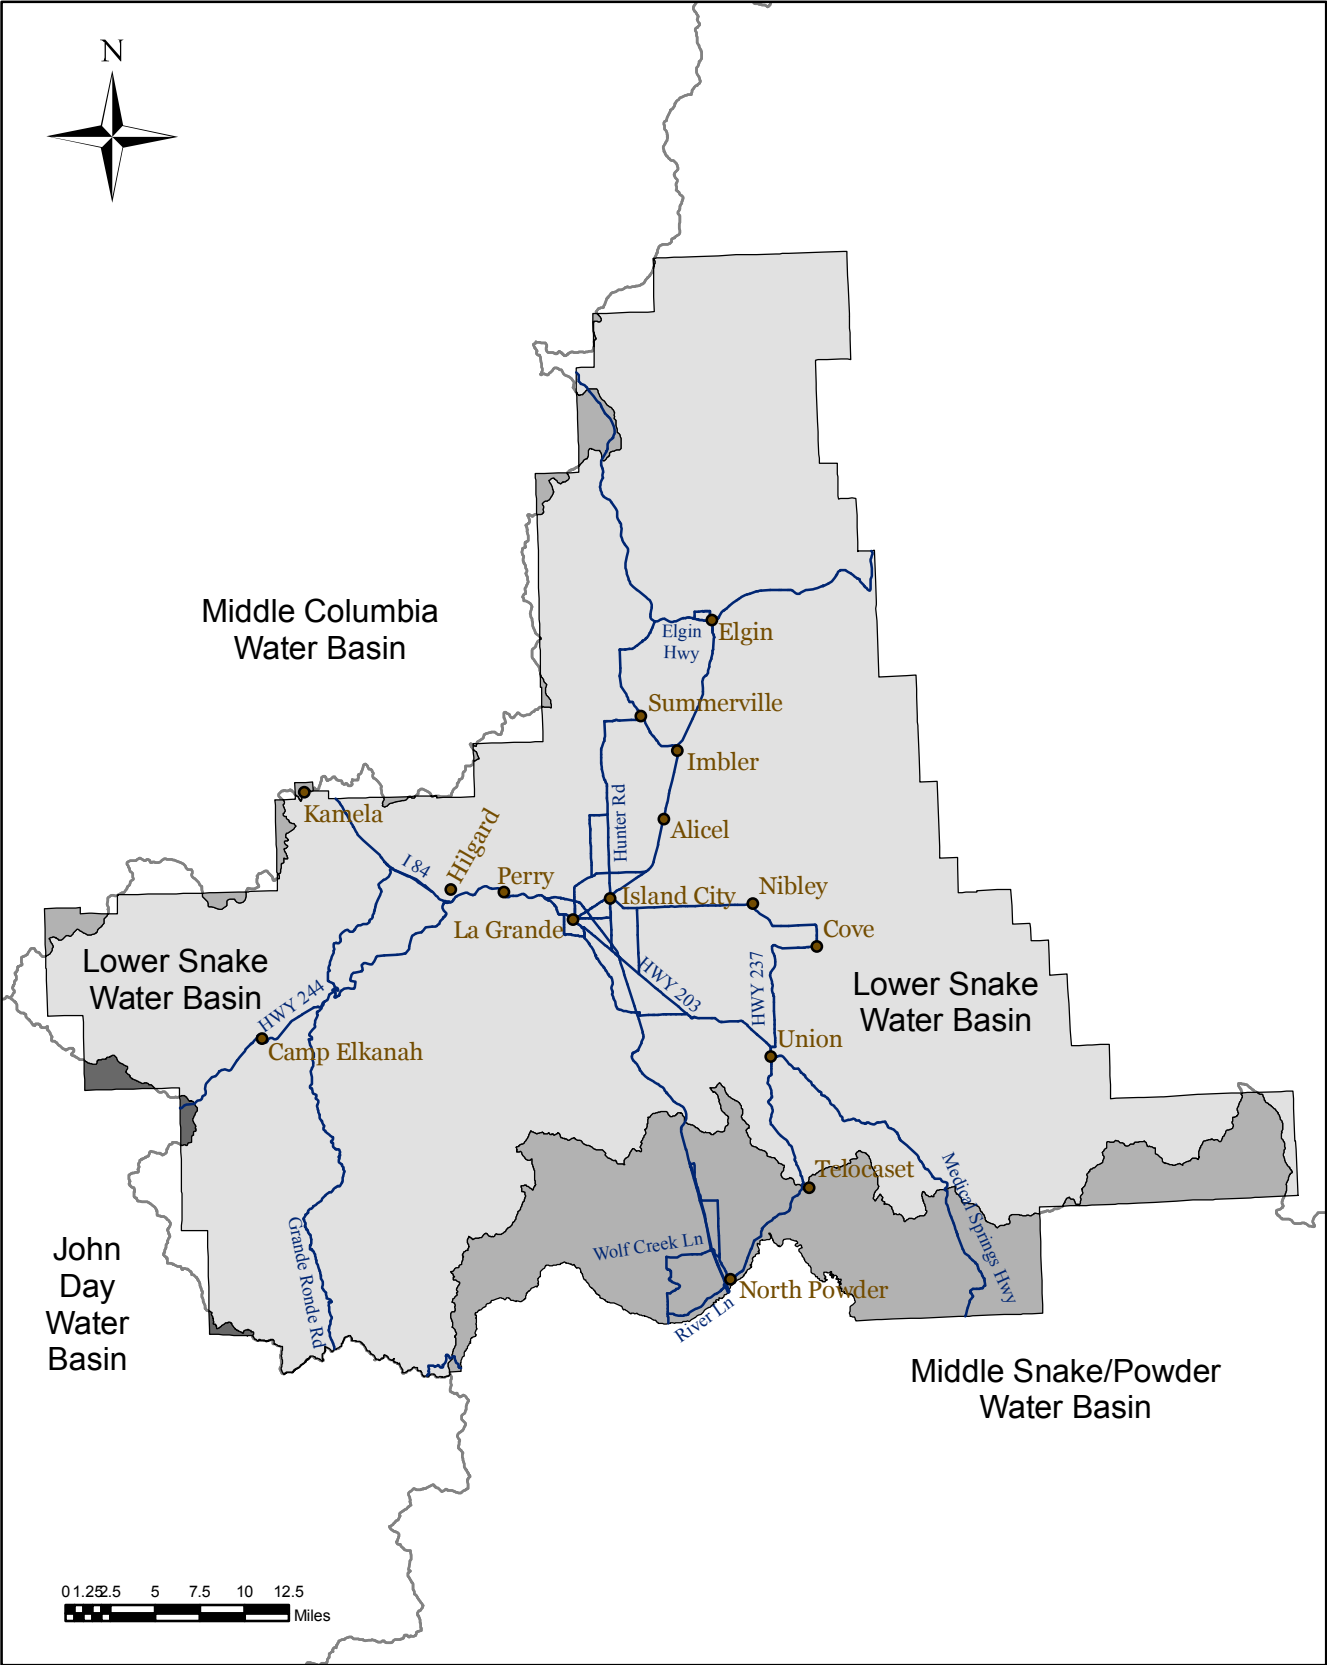 N
Middle Columbia
Water Basin
Elgin
Elgin
Hwy
Summerville
Imbler
Kamela
Hunter Rd
Alicel
I 84
Hilgard
Perry
Island City
Nibley
La Grande
Cove
Lower Snake
Water Basin
HWY 244
HWY 203
HWY 237
Lower Snake
Water Basin
Camp Elkanah
Union
Telocaset
Medical Springs Hwy
John
Day
Water
Basin
Grande Ronde Rd
Wolf Creek Ln
North Powder
River Ln
Middle Snake/Powder
Water Basin
0 1.25 2.5 5 7.5 10 12.5
Miles